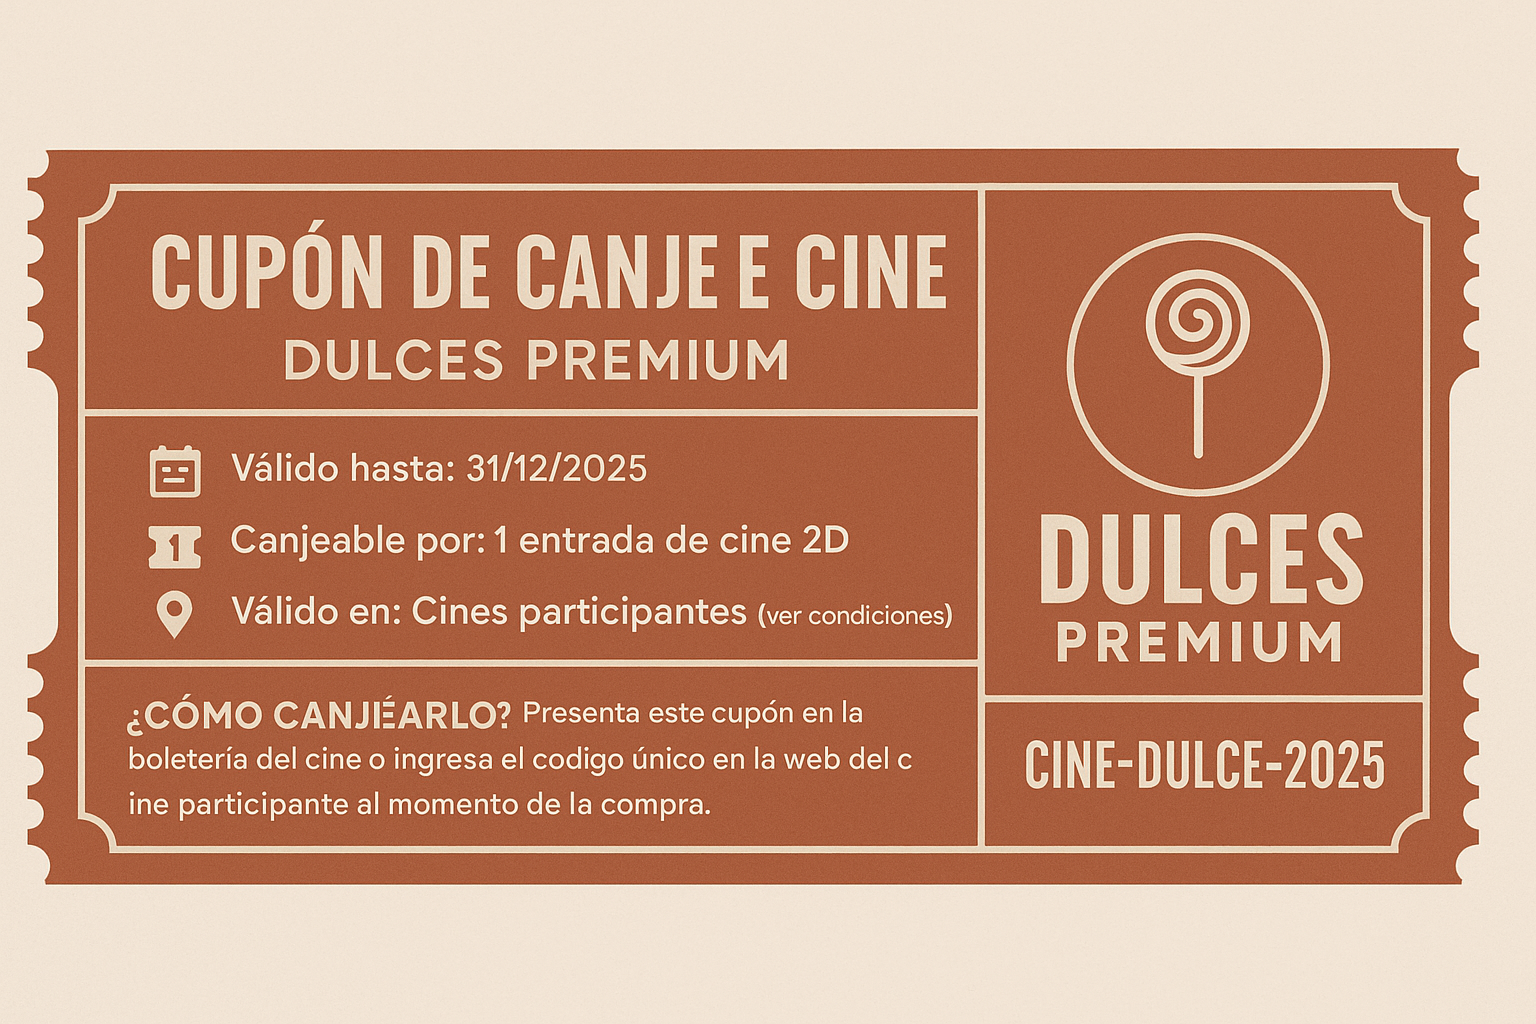 CUPÓN DE CANJE E CINE
DULCES PREMIUM
Válido hasta: 31/12/2025
1
Canjeable por: 1 entrada de cine 2D
Válido en: Cines participantes (ver condiciones)
¿CÓMO CANJIÉARLO? Presenta este cupón en la
boletería del cine o ingresa el codigo único en la web del c
ine participante al momento de la compra.
DULCES
PREMIUM
CINE-DULCE-2025